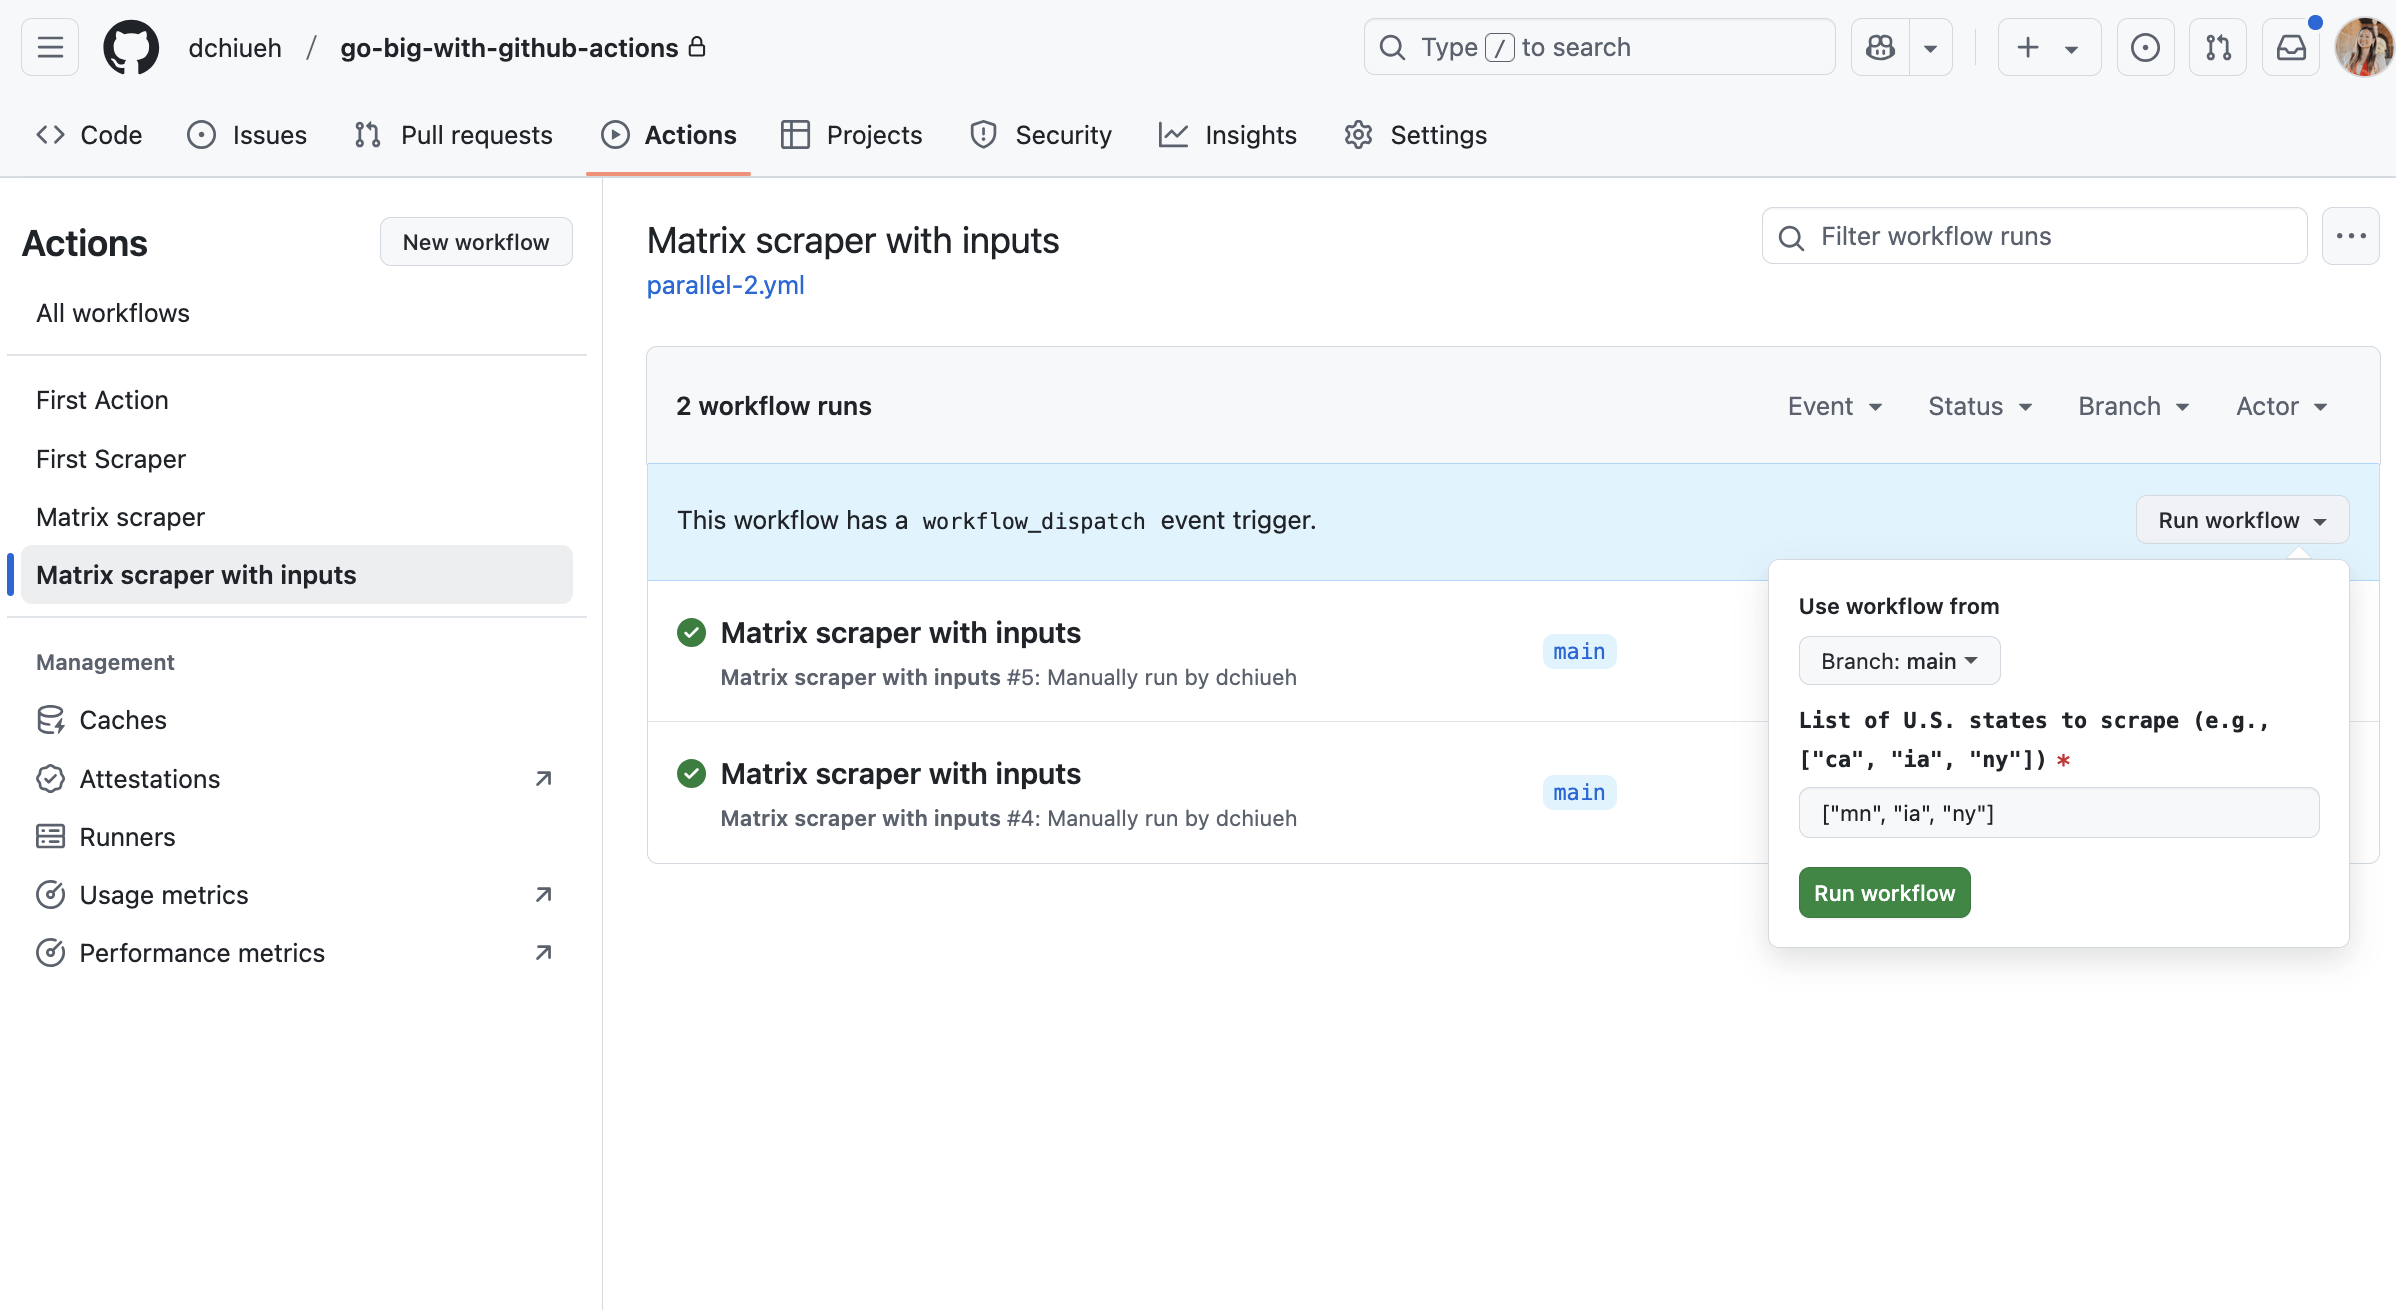 dchiueh / go-big-with-github-actions
Type / to search
Code
Issues
Pull requests
Actions
Projects
Security
Insights
Settings
Actions
New workflow
All workflows
First Action
First Scraper
Matrix scraper
Matrix scraper with inputs
Management
Caches
Attestations
Runners
Usage metrics
Performance metrics
Matrix scraper with inputs
parallel-2.yml
Filter workflow runs
2 workflow runs
Event
Status
Branch
Actor
This workflow has a workflow_dispatch event trigger.
Run workflow
Matrix scraper with inputs
Matrix scraper with inputs #5: Manually run by dchiueh
main
Matrix scraper with inputs
Matrix scraper with inputs #4: Manually run by dchiueh
main
Use workflow from
Branch: main
List of U.S. states to scrape (e.g.,
["ca", "ia", "ny"]) *
["mn", "ia", "ny"]
Run workflow